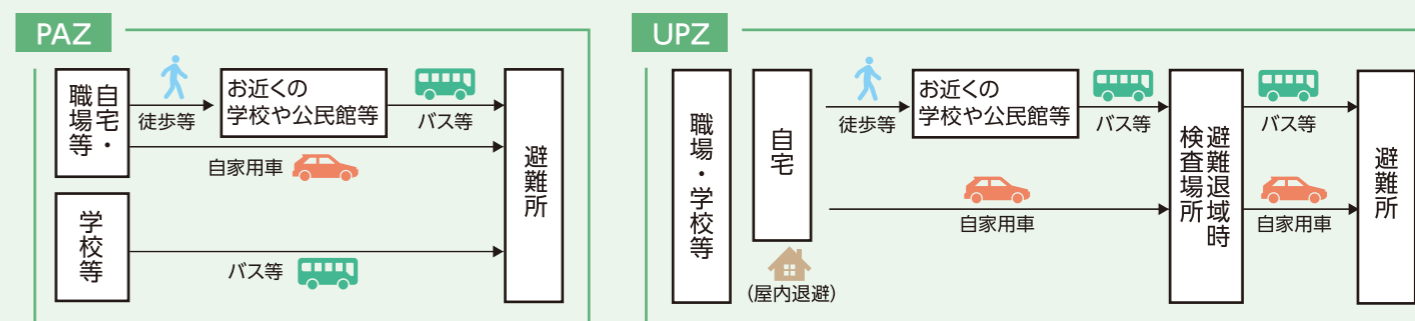 PAZ
自宅・
職場等
徒歩等
お近くの
学校や公民館等
バス等
自家用車
学校等
バス等
避難所
UPZ
職場・学校等
自宅
(屋内退避)
徒歩等
お近くの
学校や公民館等
バス等
自家用車
避難退域時
検査場所
バス等
自家用車
避難所